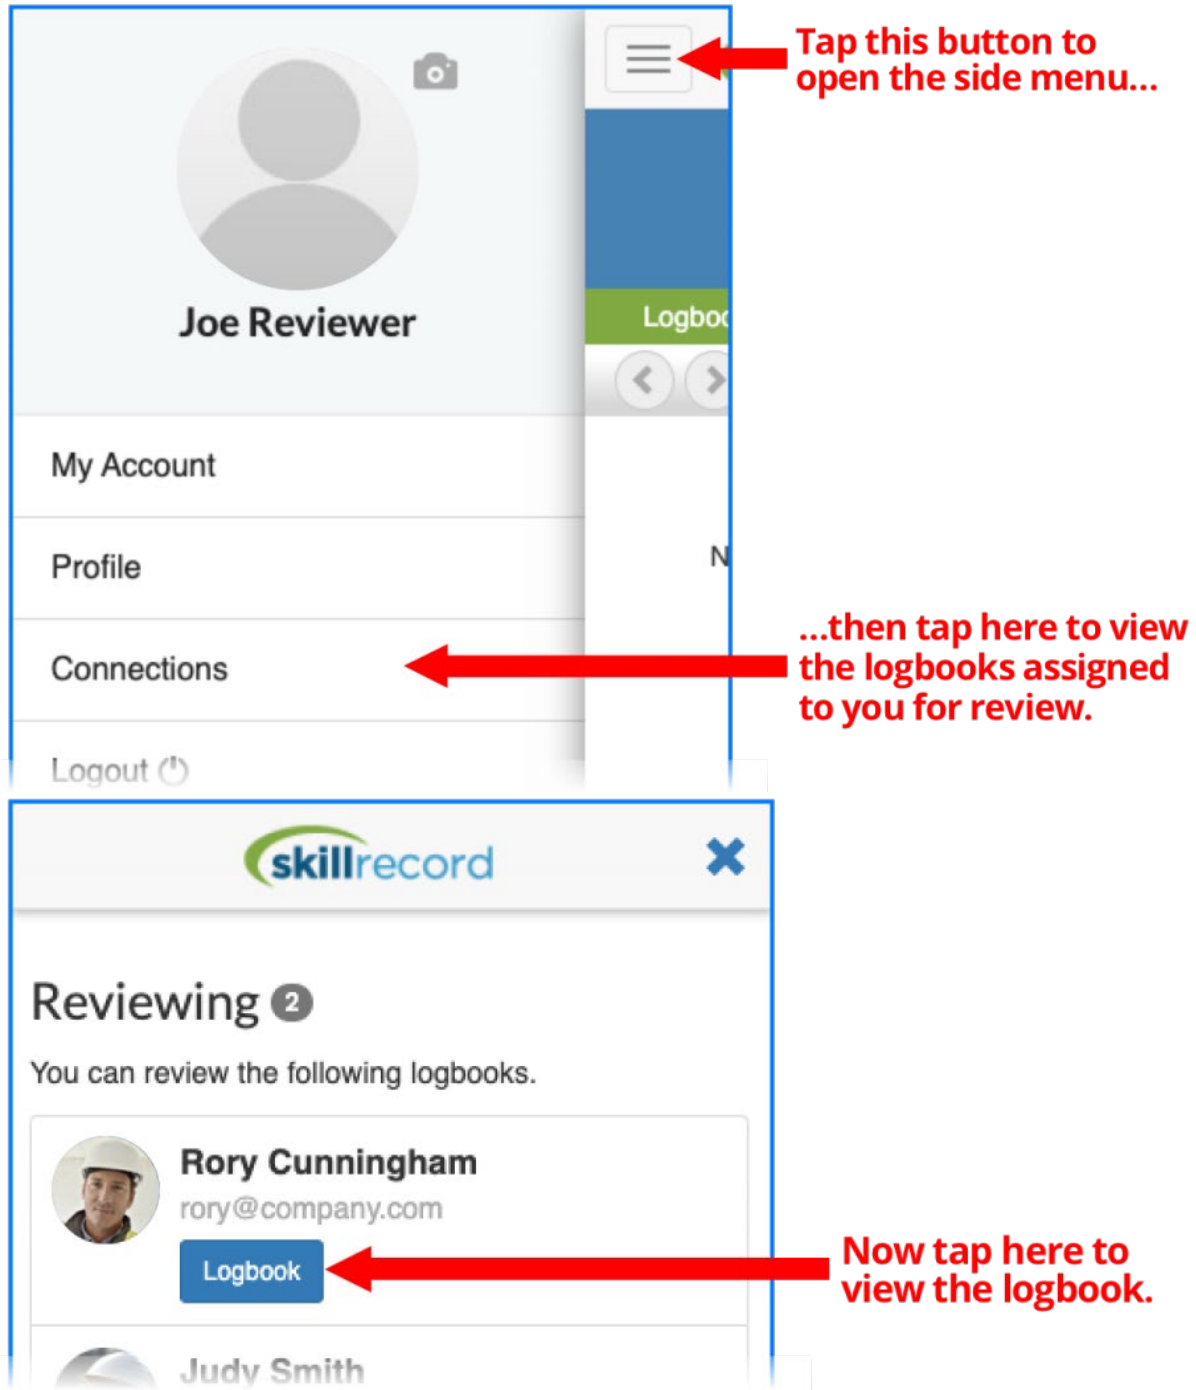 Tap this button to
open the side menu...
Joe Reviewer
My Account
Profile
Connections
...then tap here to view
the logbooks assigned
to you for review.
Logout
skillrecord
Reviewing 2
You can review the following logbooks.
Rory Cunningham
rory@company.com
Logbook
Now tap here to
view the logbook.
Judy Smith